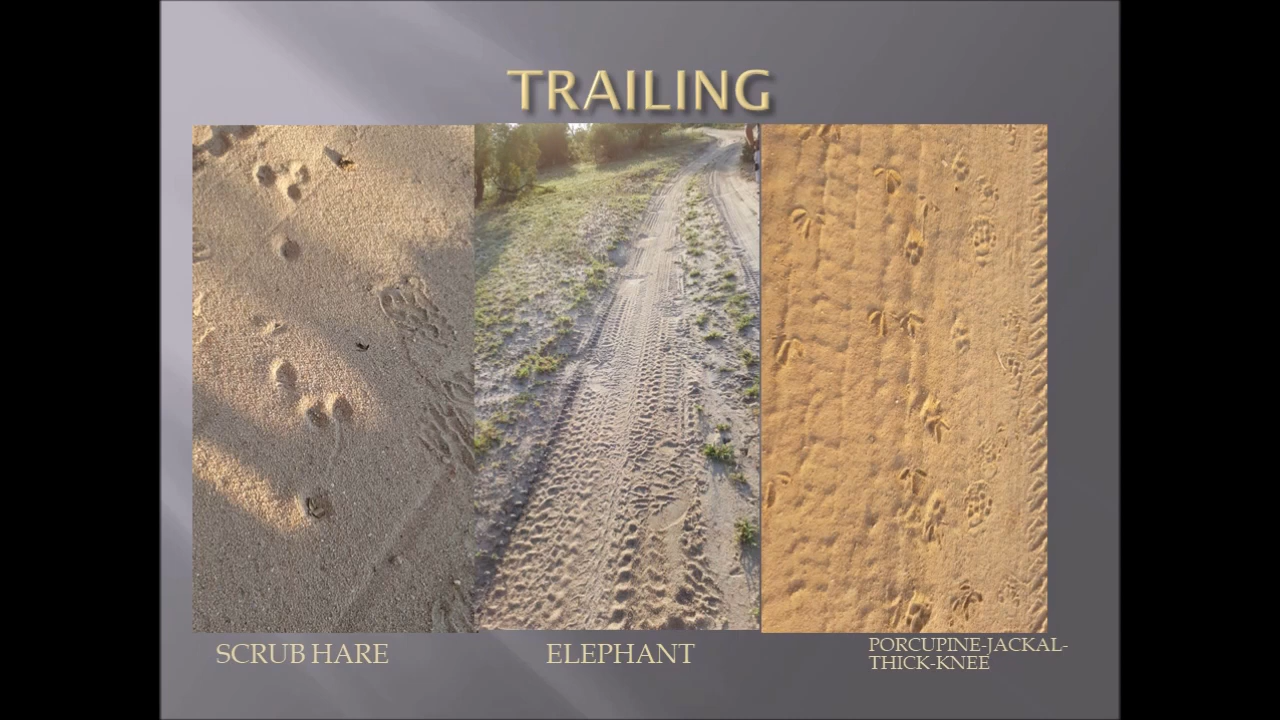 TRAILING
SCRUB HARE
ELEPHANT
PORCUPINE-JACKAL-
THICK-KNEE